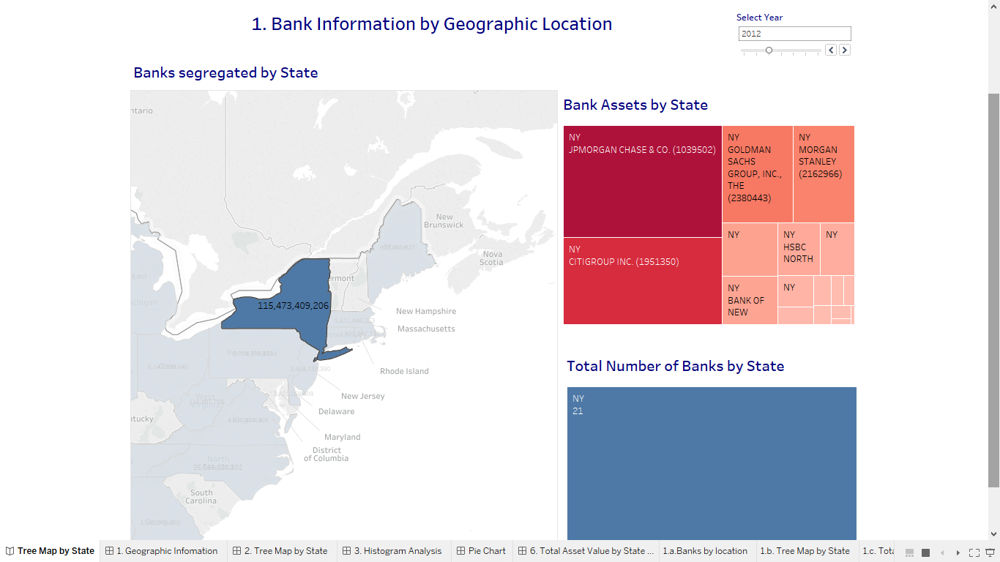 1. Bank Information by Geographic Location
Select Year
2012
Banks segregated by State
ntario
New
Brunswick
Nova
Scotia
ermont
115,473,409,206
New Hampshire
Massachusetts
Rhode Island
New Jersey
Delaware
Maryland
District
of Columbia
West
Virginia
tucky
North
South
Carolina
ichigan
Bank Assets by State
NY
JPMORGAN CHASE & CO. (1039502)
NY
CITIGROUP INC. (1951350)
NY
GOLDMAN
SACHS
GROUP, INC.,
THE
(2380443)
NY
MORGAN
STANLEY
(2162966)
NY
NY
HSBC
NORTH
NY
NY
BANK OF
NEW
NY
Total Number of Banks by State
NY
21
Tree Map by State
1. Geographic Infomation
2. Tree Map by State
3. Histogram Analysis
Pie Chart
6. Total Asset Value by State ...
1.a.Banks by location
1.b. Tree Map by State
1.c. Tota